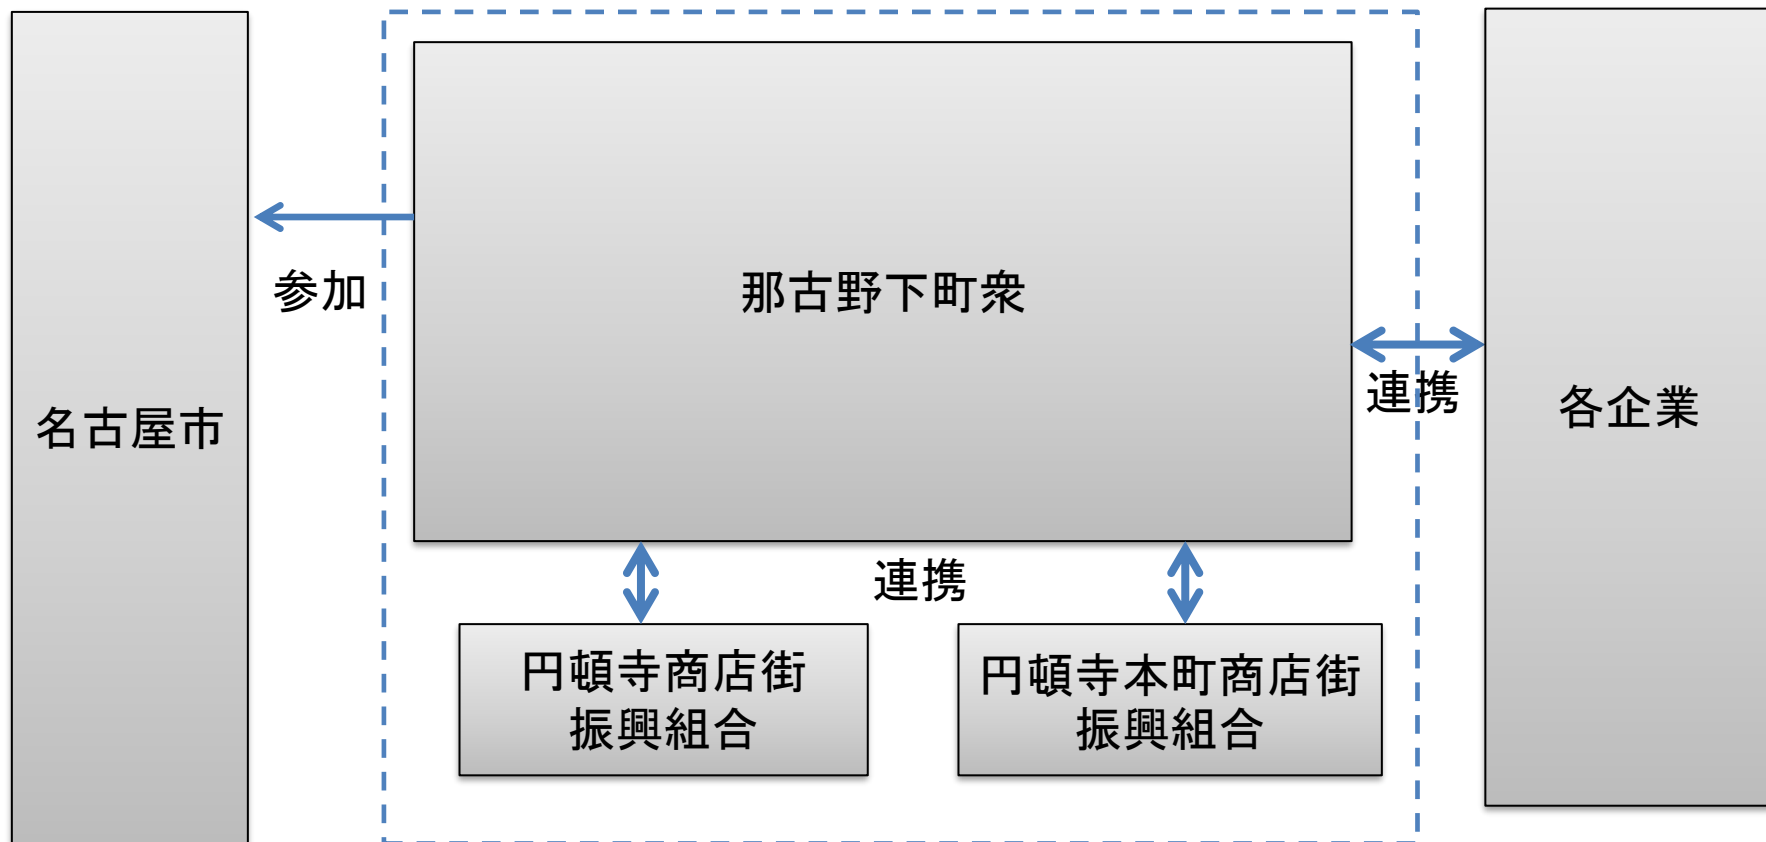 名古屋市
参加
那古野下町衆
連携
各企業
連携
円頓寺商店街
振興組合
円頓寺本町商店街
振興組合